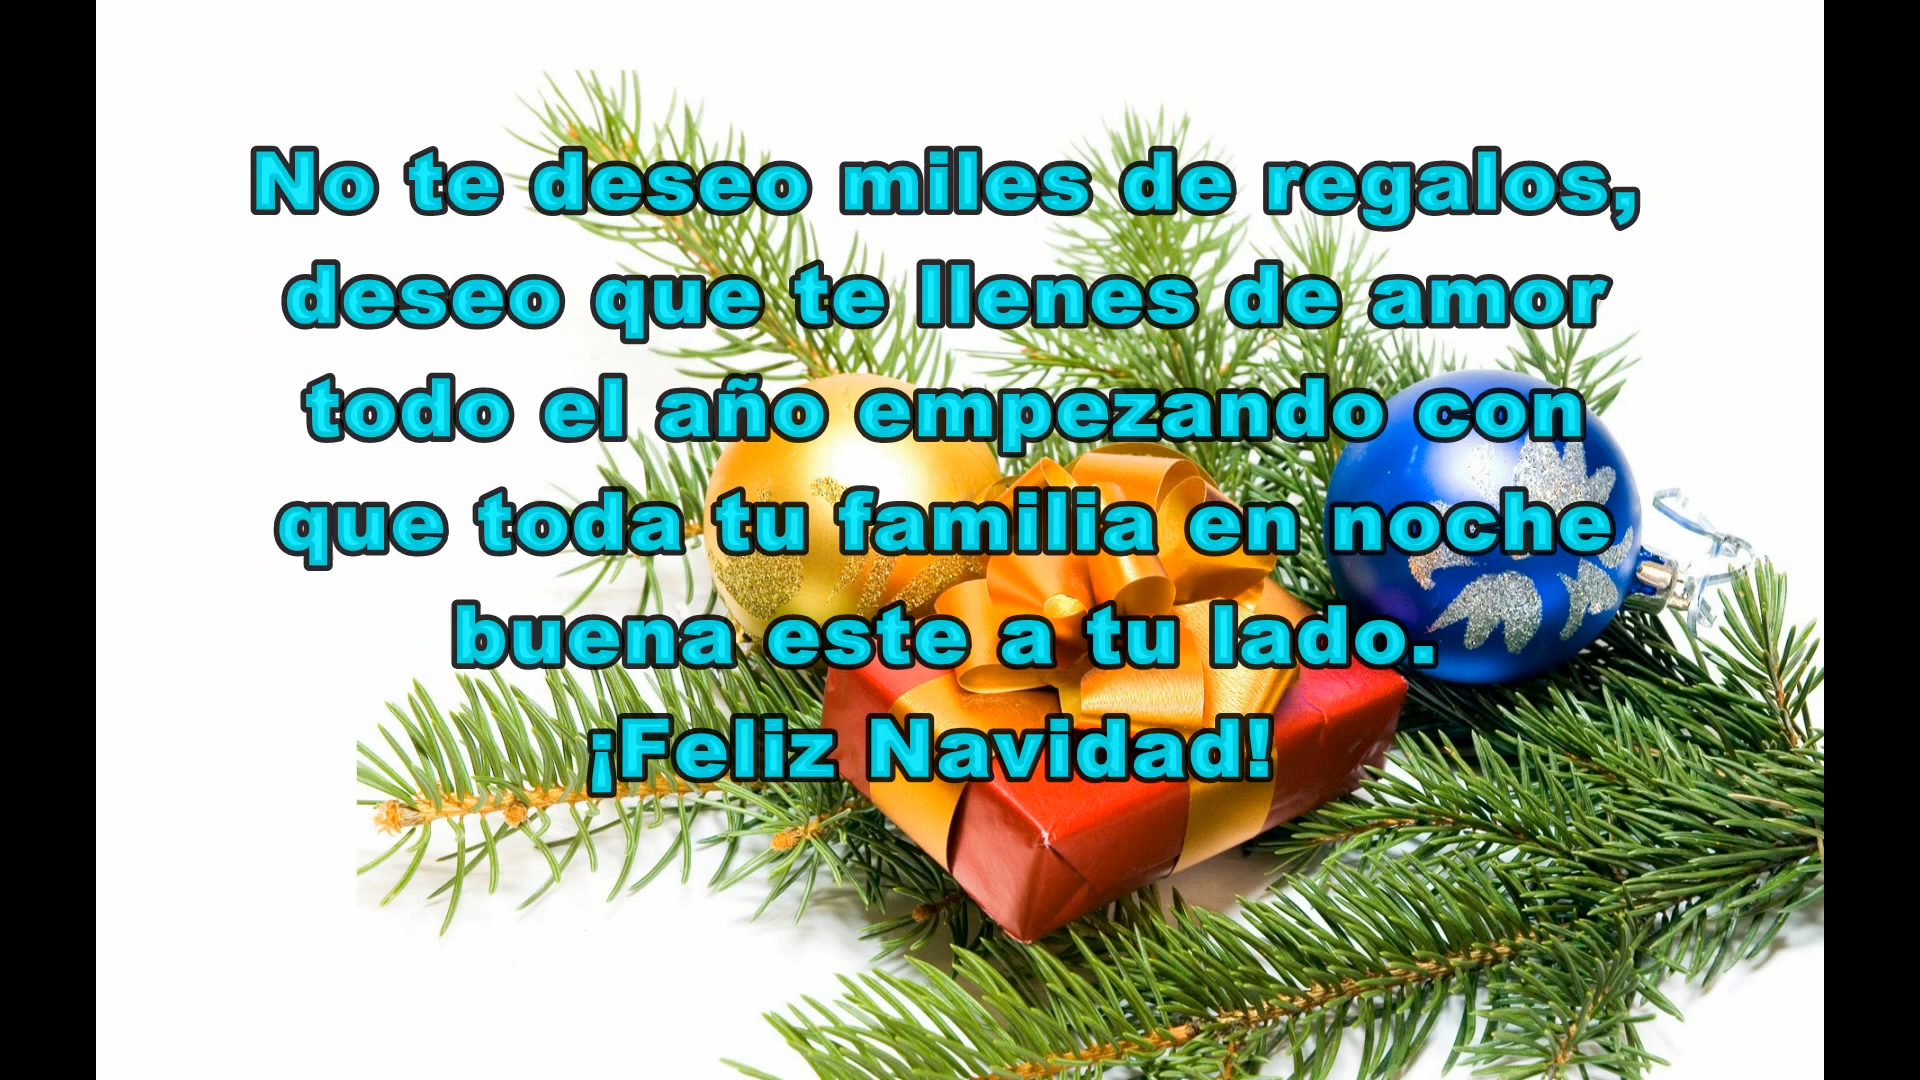 No te deseo miles de regalos,
deseo que te llenes de amor
todo el año empezando con
que toda tu familia en noche
buena este a tu lado.
¡Feliz Navidad!